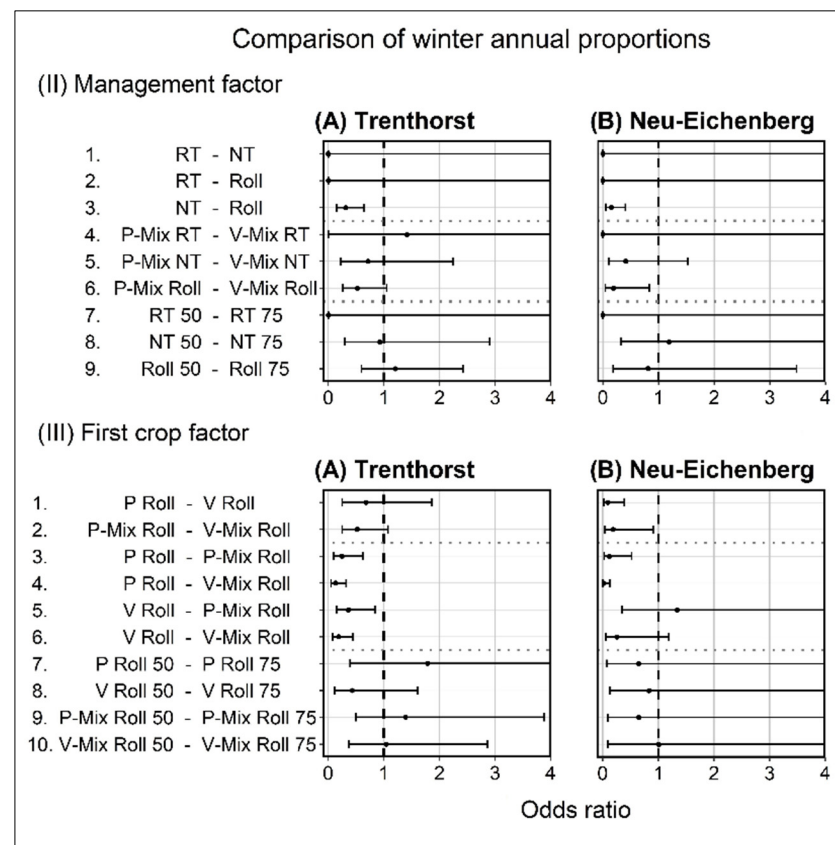 Comparison of winter annual proportions
(II) Management factor
(A) Trenthorst (B) Neu-Eichenberg
1. RT - NT
2. RT - Roll
3. NT - Roll
4. P-Mix RT - V-Mix RT
5. P-Mix NT - V-Mix NT
6. P-Mix Roll - V-Mix Roll
7. RT 50 - RT 75
8. NT 50 - NT 75
9. Roll 50 - Roll 75
0 1 2 3 4 0 1 2 3 4
(III) First crop factor
(A) Trenthorst (B) Neu-Eichenberg
1. P Roll - V Roll
2. P-Mix Roll - V-Mix Roll
3. P Roll - P-Mix Roll
4. P Roll - V-Mix Roll
5. V Roll - P-Mix Roll
6. V Roll - V-Mix Roll
7. P Roll 50 - P Roll 75
8. V Roll 50 - V Roll 75
9. P-Mix Roll 50 - P-Mix Roll 75
10. V-Mix Roll 50 - V-Mix Roll 75
0 1 2 3 4 0 1 2 3 4
Odds ratio